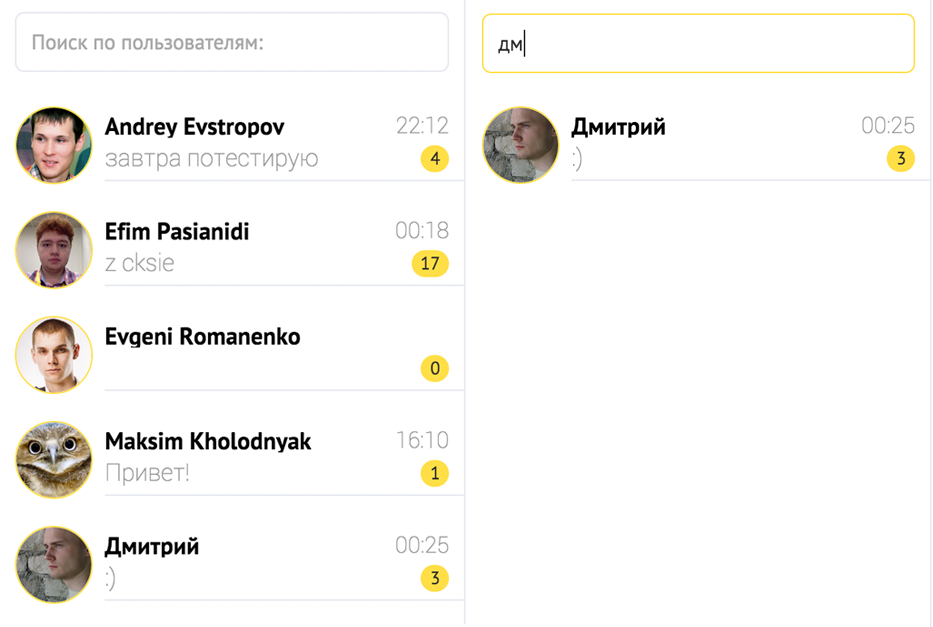 Поиск по пользователям:
Andrey Evstropov 22:12
завтра потестирую 4
Efim Pasianidi 00:18
z cksie 17
Evgeni Romanenko
0
Maksim Kholodnyak 16:10
Привет! 1
Дмитрий 00:25
:) 3
дм
Дмитрий 00:25
:) 3